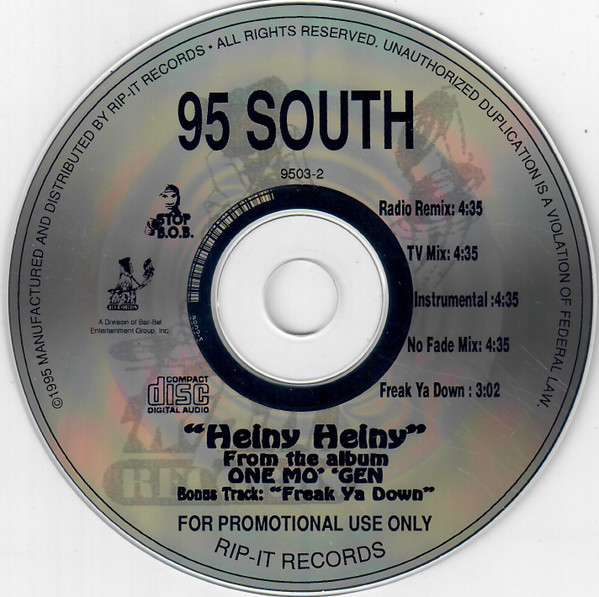 ©1995 MANUFACTURED AND DISTRIBUTED BY RIP-IT RECORDS • ALL RIGHTS RESERVED. UNAUTHORIZED DUPLICATION IS A VIOLATION OF FEDERAL LAW.
95 SOUTH
9503-2
STOP
B.O.B.
Radio Remix: 4:35
TV Mix: 4:35
Instrumental :4:35
No Fade Mix: 4:35
Freak Ya Down : 3:02
A Division of Bar-Bel
Entertainment Group, Inc.
COMPACT
disc
DIGITAL AUDIO
"Heiny Heiny"
From the album
ONE MO' 'GEN
Bonus Track: "Freak Ya Down"
FOR PROMOTIONAL USE ONLY
RIP-IT RECORDS